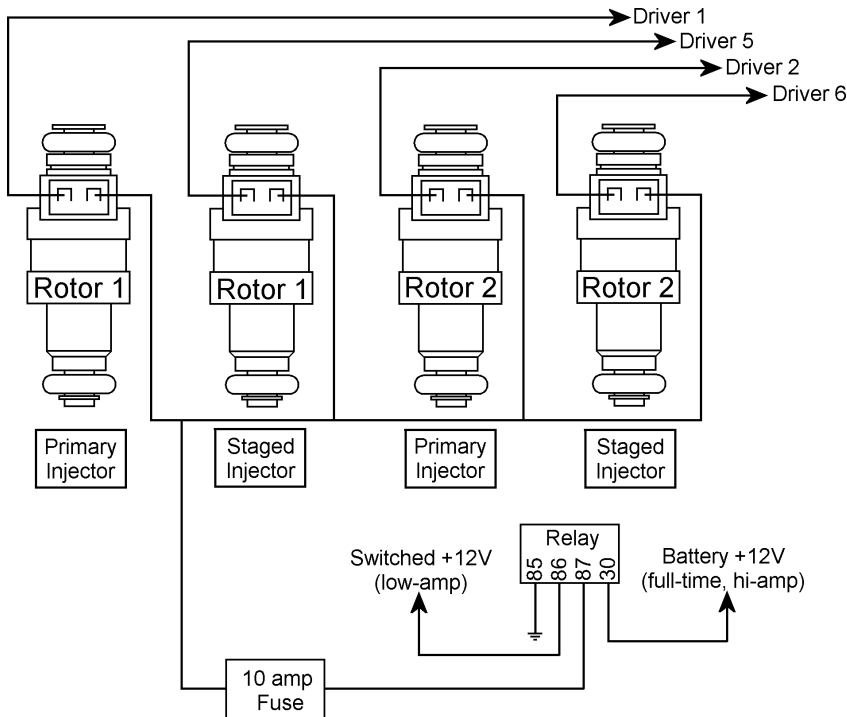 Driver 1
Driver 5
Driver 2
Driver 6
Rotor 1
Rotor 1
Rotor 2
Rotor 2
Primary
Injector
Staged
Injector
Primary
Injector
Staged
Injector
Relay
85
86
87
30
Switched +12V
(low-amp)
Battery +12V
(full-time, hi-amp)
10 amp
Fuse